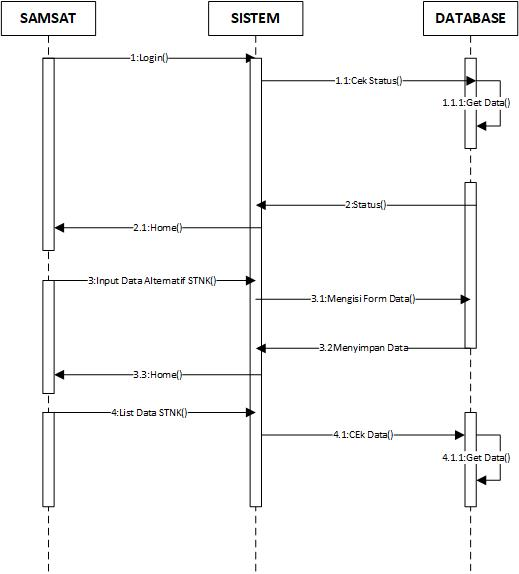 SAMSAT
SISTEM
DATABASE
1:Login()
1.1:Cek Status()
1.1.1:Get Data()
2:Status()
2.1:Home()
3:Input Data Alternatif STNK()
3.1:Mengisi Form Data()
3.2Menyimpan Data
3.3:Home()
4:List Data STNK()
4.1:CEk Data()
4.1.1:Get Data()